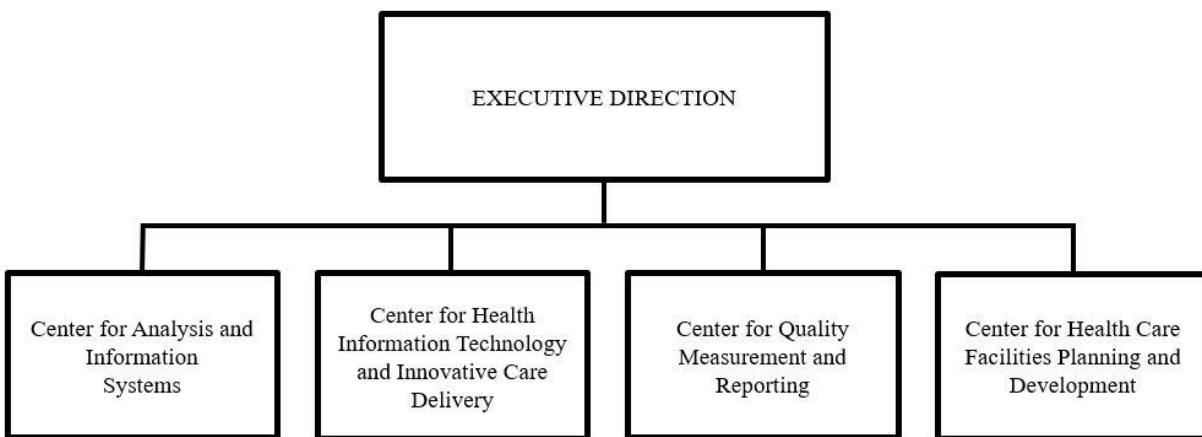 EXECUTIVE DIRECTION
Center for Analysis and
Information
Systems
Center for Health
Information Technology
and Innovative Care
Delivery
Center for Quality
Measurement and
Reporting
Center for Health Care
Facilities Planning and
Development